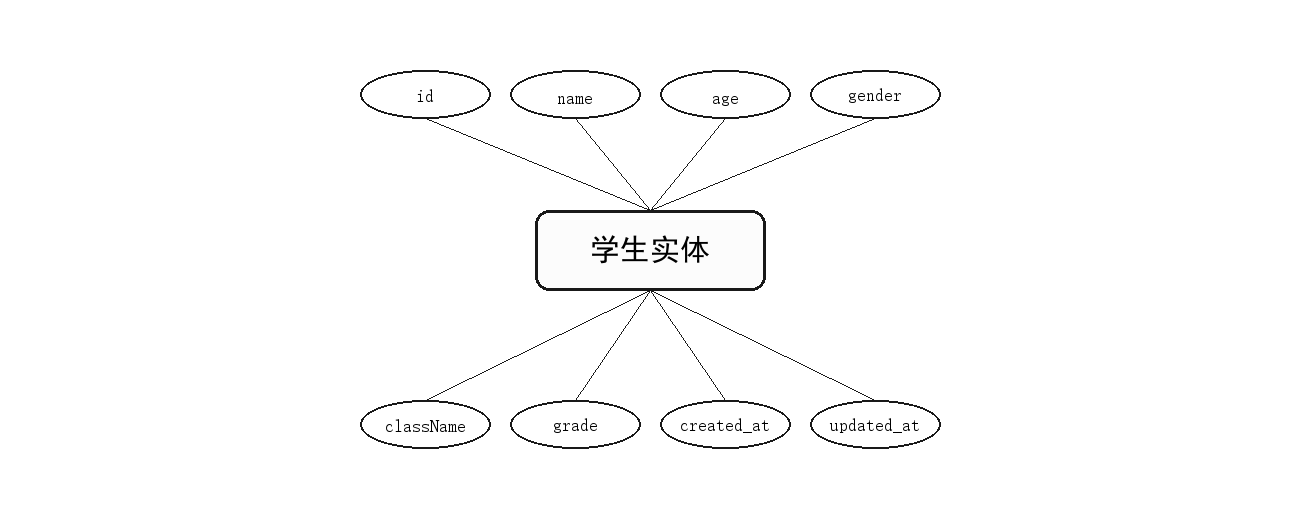 id
name
age
gender
学生实体
className
grade
created_at
updated_at